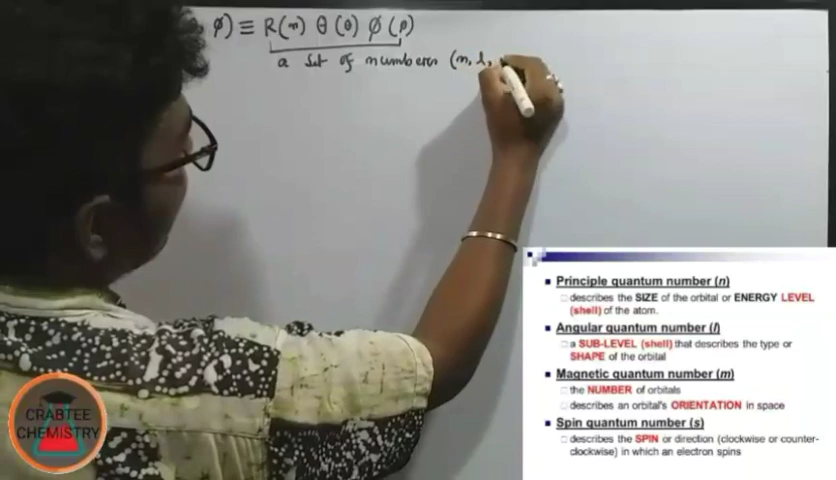 ϕ) ≡ R(r) θ(θ) ϕ(ϕ)
a set of numbers (n, l,
Principle quantum number (n)
describes the SIZE of the orbital or ENERGY LEVEL
(shell) of the atom.
Angular quantum number (l)
a SUB-LEVEL (shell) that describes the type or
SHAPE of the orbital
Magnetic quantum number (m)
the NUMBER of orbitals
describes an orbital's ORIENTATION in space
Spin quantum number (s)
describes the SPIN or direction (clockwise or counter-
clockwise) in which an electron spins
CRABTEE
CHEMISTRY